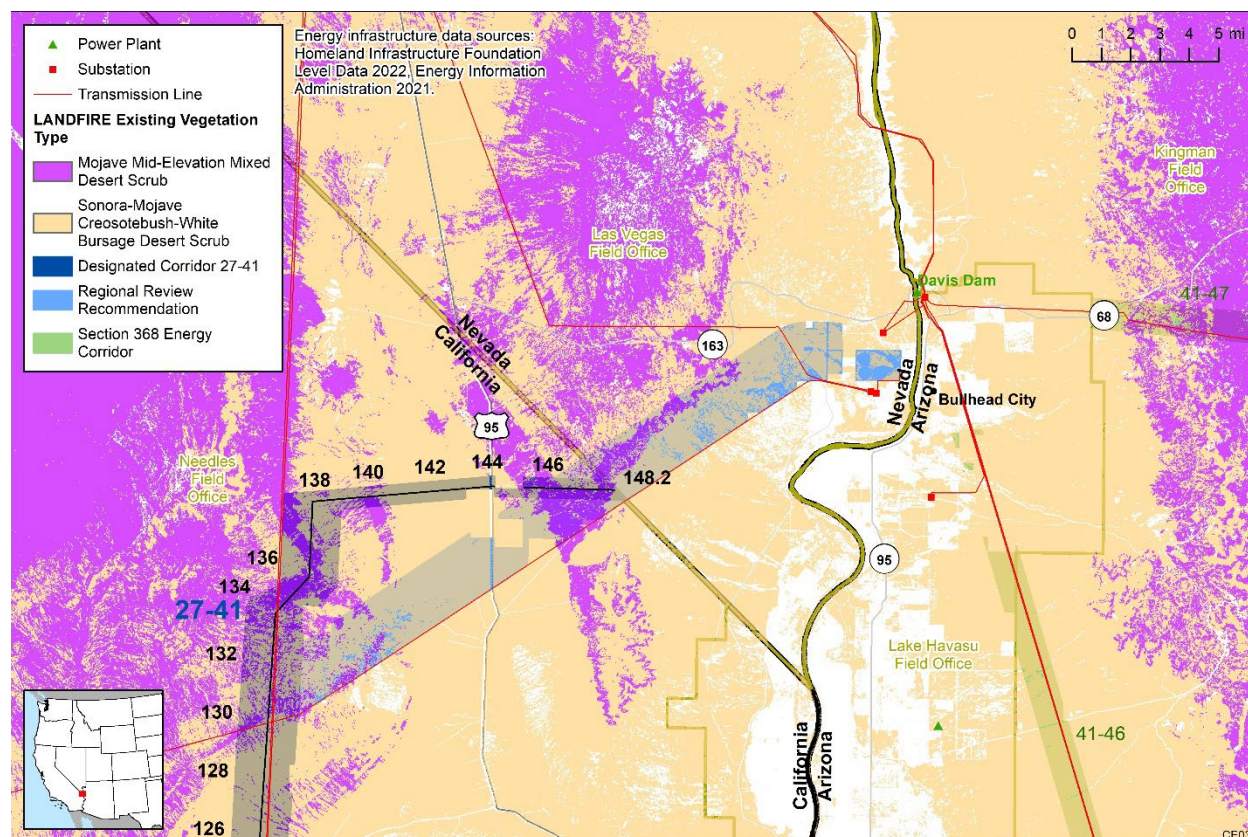 Power Plant
Substation
Transmission Line
LANDFIRE Existing Vegetation
Type
Mojave Mid-Elevation Mixed
Desert Scrub
Sonora-Mojave
Creosotebush-White
Bursage Desert Scrub
Designated Corridor 27-41
Regional Review
Recommendation
Section 368 Energy
Corridor
Energy infrastructure data sources:
Homeland Infrastructure Foundation
Level Data 2022, Energy Information
Administration 2021.
0 1 2 3 4 5 mi
Kingman
Field
Office
Las Vegas
Field Office
Davis Dam
41-47
68
Nevada
California
163
Nevada
Arizona
Bullhead City
95
Needles
Field
Office
138
140
142
144
146
148.2
136
134
27-41
132
130
128
126
95
Lake Havasu
Field Office
41-46
California
Arizona